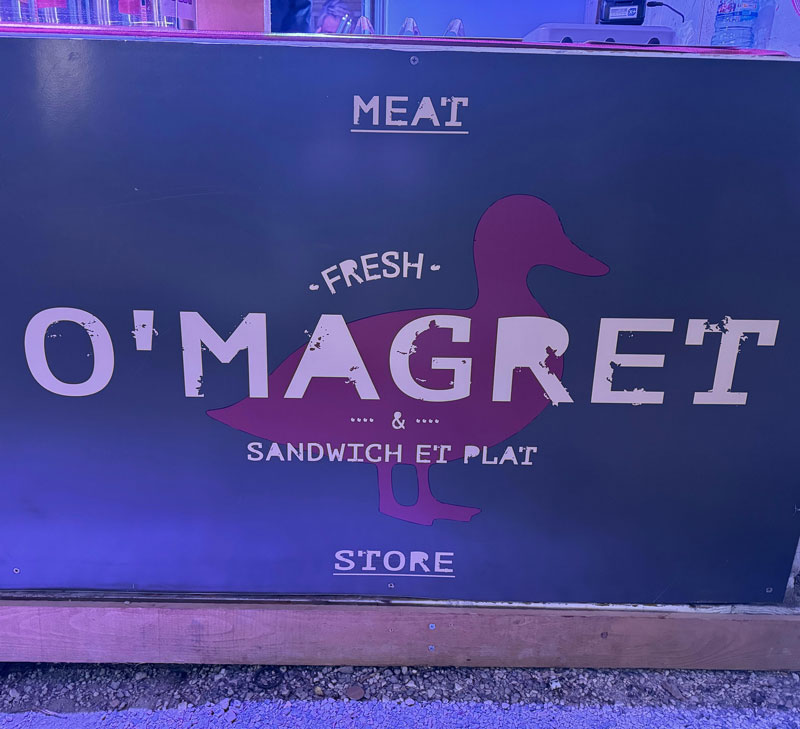 MEAT
FRESH
O'MAGRET
&
SANDWICH ET PLAT
STORE